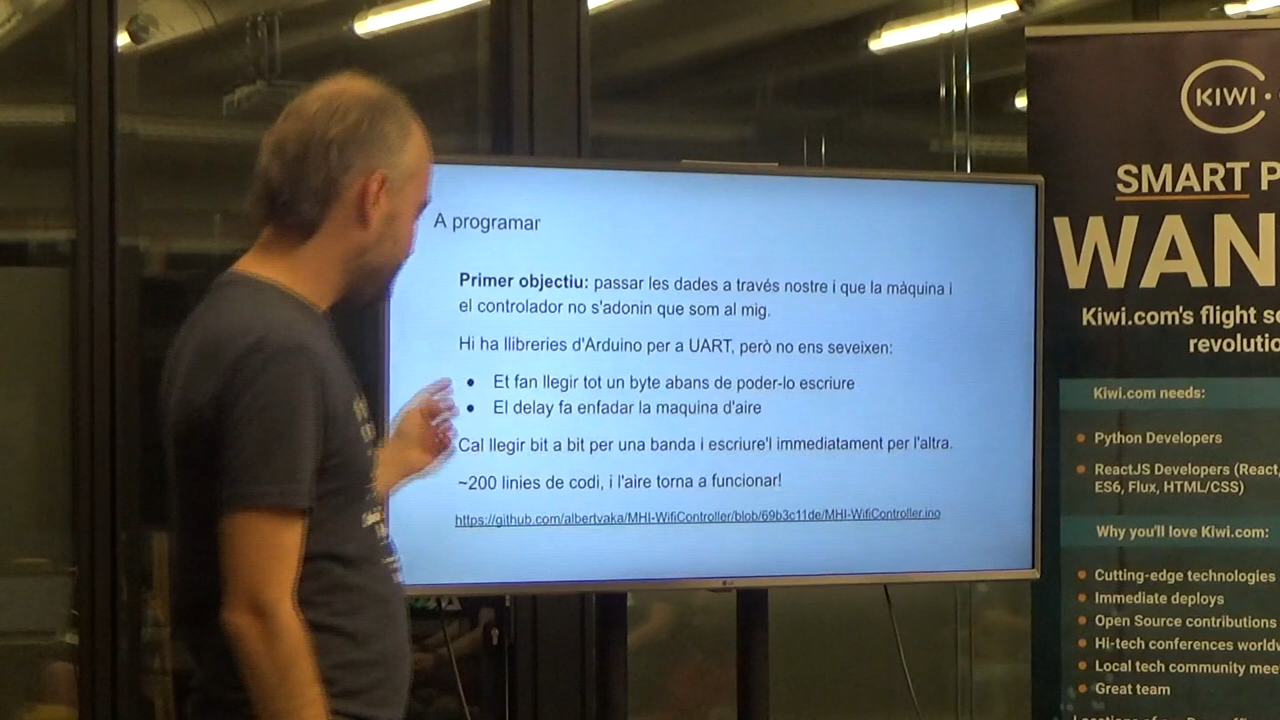 A programar
Primer objectiu: passar les dades a través nostre i que la màquina i
el controlador no s'adonin que som al mig.
Hi ha llibreries d'Arduino per a UART, però no ens seveixen:
● Et fan llegir tot un byte abans de poder-lo escriure
● El delay fa enfadar la maquina d'aire
Cal llegir bit a bit per una banda i escriure'l immediatament per l'altra.
~200 linies de codi, i l'aire torna a funcionar!
https://github.com/albertvaka/MHI-WifiController/blob/69b3c11de/MHI-WifiController.ino
LG
KIWI.
SMART P
WAN
Kiwi.com's flight se
revolutio
Kiwi.com needs:
Python Developers
ReactJS Developers (React,
ES6, Flux, HTML/CSS)
Why you'll love Kiwi.com:
Cutting-edge technologies
Immediate deploys
Open Source contributions
Hi-tech conferences worldw
Local tech community mee
Great team